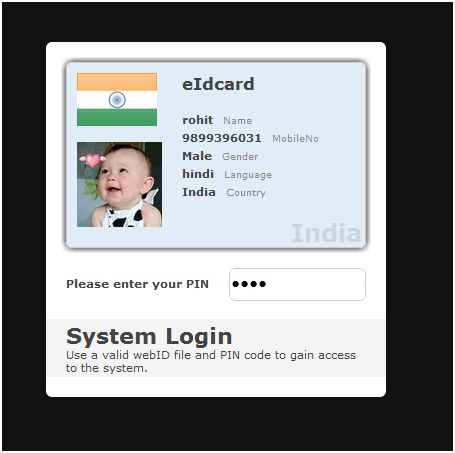 eIdcard
rohit Name
9899396031 MobileNo
Male Gender
hindi Language
India Country
India
Please enter your PIN ••••
System Login
Use a valid webID file and PIN code to gain access
to the system.